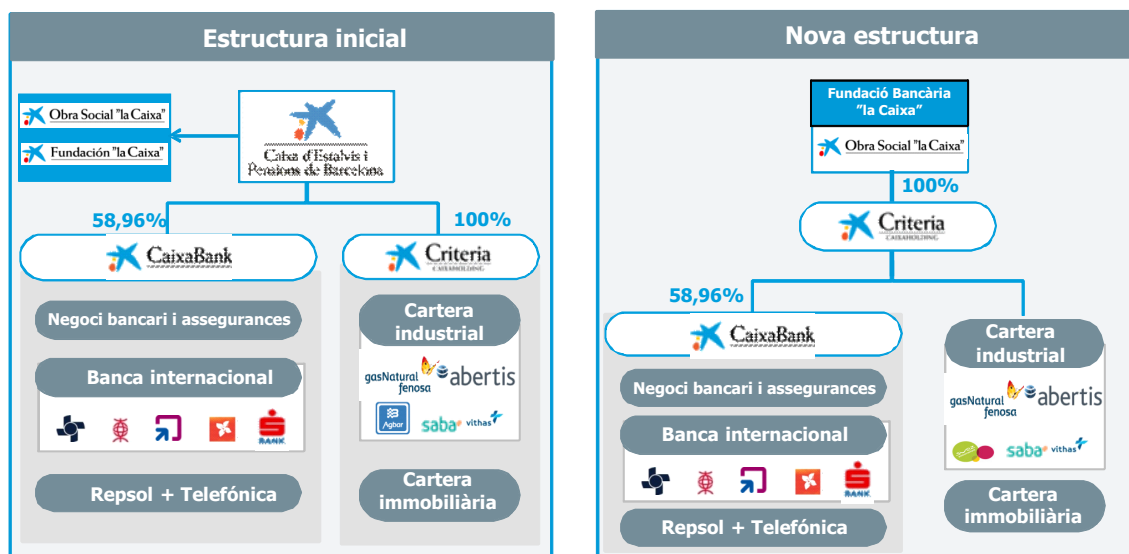 Estructura inicial
Obra Social "la Caixa"
Fundación "la Caixa"
Caixa d'Estalvis i
Pensions de Barcelona
58,96%
100%
CaixaBank
Criteria
CAIXAHOLDING
Negoci bancari i assegurances
Banca internacional
BANK
Repsol + Telefónica
Cartera
industrial
gasNatural
fenosa
abertis
Agbar
saba
vithas
Cartera
immobiliària
Nova estructura
Fundació Bancària
"la Caixa"
Obra Social "la Caixa"
100%
Criteria
CAIXAHOLDING
58,96%
CaixaBank
Negoci bancari i assegurances
Banca internacional
BANK
Repsol + Telefónica
Cartera
industrial
gasNatural
fenosa
abertis
saba
vithas
Cartera
immobiliària